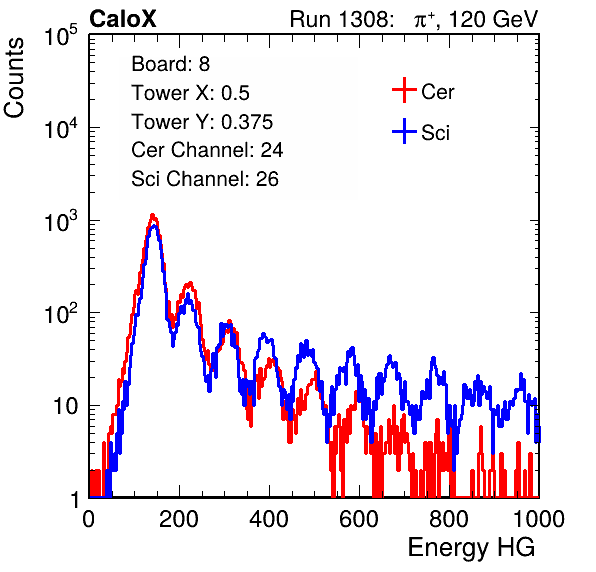 CaloX Run 1308: π⁺, 120 GeV
Counts
10⁵
10⁴
10³
10²
10
1
Board: 8
Tower X: 0.5
Tower Y: 0.375
Cer Channel: 24
Sci Channel: 26
Cer
Sci
0 200 400 600 800 1000
Energy HG